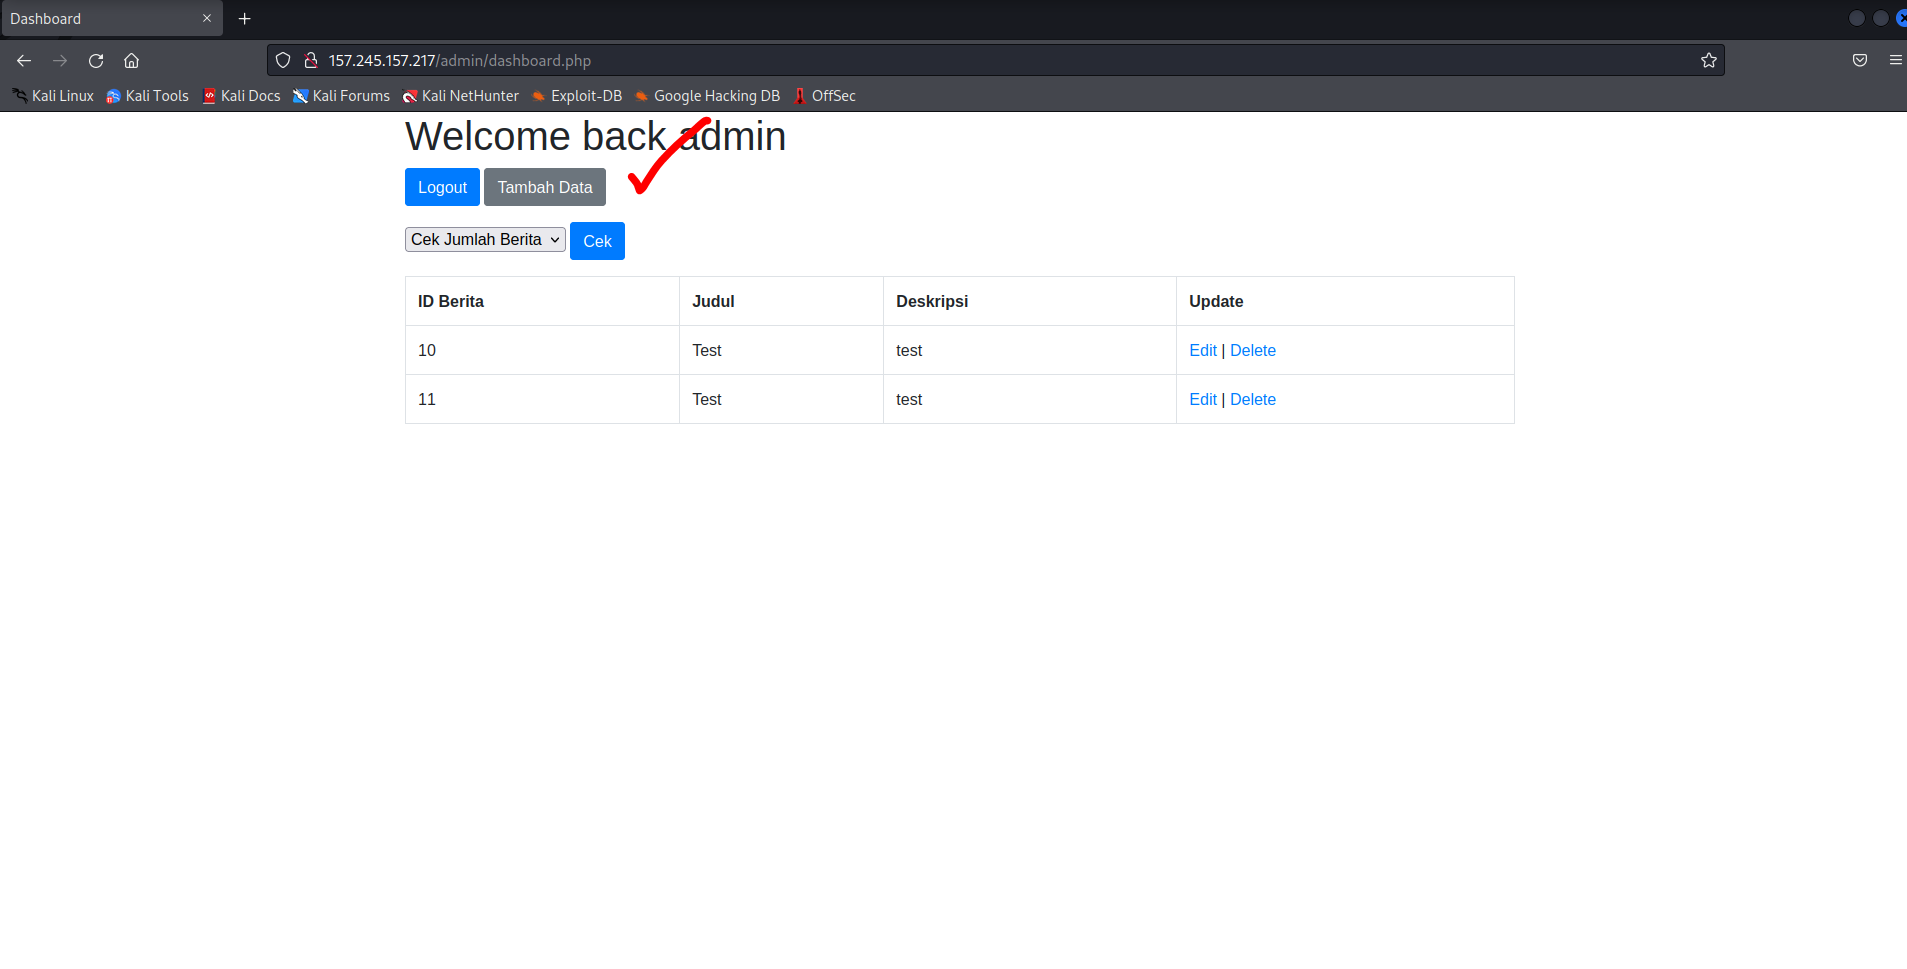 Dashboard
157.245.157.217/admin/dashboard.php
Kali Linux Kali Tools Kali Docs Kali Forums Kali NetHunter Exploit-DB Google Hacking DB OffSec
Welcome back admin
Logout Tambah Data
Cek Jumlah Berita Cek
ID Berita Judul Deskripsi Update
10 Test test Edit | Delete
11 Test test Edit | Delete